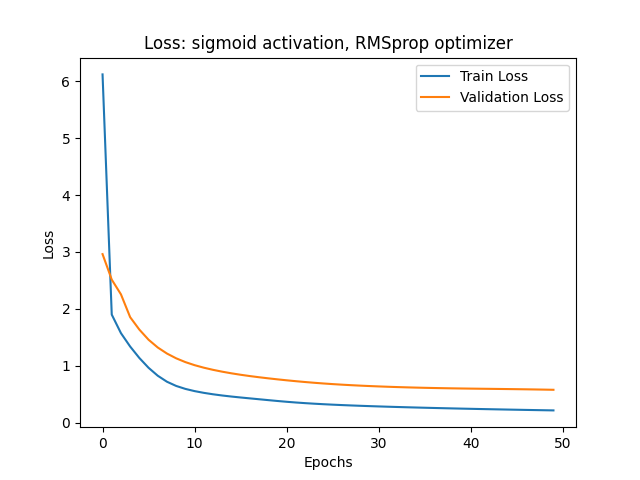 Loss: sigmoid activation, RMSprop optimizer
Train Loss
Validation Loss
Loss
6
5
4
3
2
1
0
0 10 20 30 40 50
Epochs